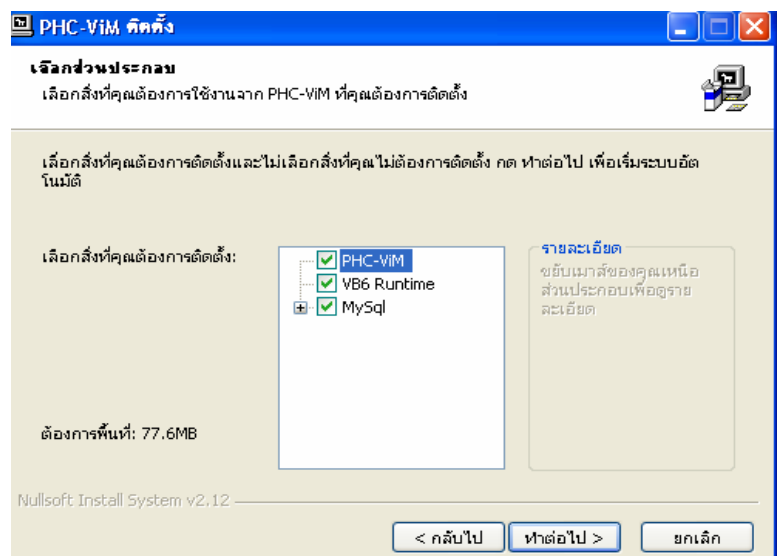 PHC-ViM ติดตั้ง
เลือกส่วนประกอบ
เลือกสิ่งที่คุณต้องการใช้งานจาก PHC-ViM ที่คุณต้องการติดตั้ง
เลือกสิ่งที่คุณต้องการติดตั้งและไม่เลือกสิ่งที่คุณไม่ต้องการติดตั้ง กด ทำต่อไป เพื่อเริ่มระบบอัต
โนมัติ
เลือกสิ่งที่คุณต้องการติดตั้ง:
PHC-ViM
VB6 Runtime
MySql
รายละเอียด
ขยับเมาส์ของคุณเหนือ
ส่วนประกอบเพื่อดูราย
ละเอียด
ต้องการพื้นที่: 77.6MB
Nullsoft Install System v2.12
< กลับไป
ทำต่อไป >
ยกเลิก